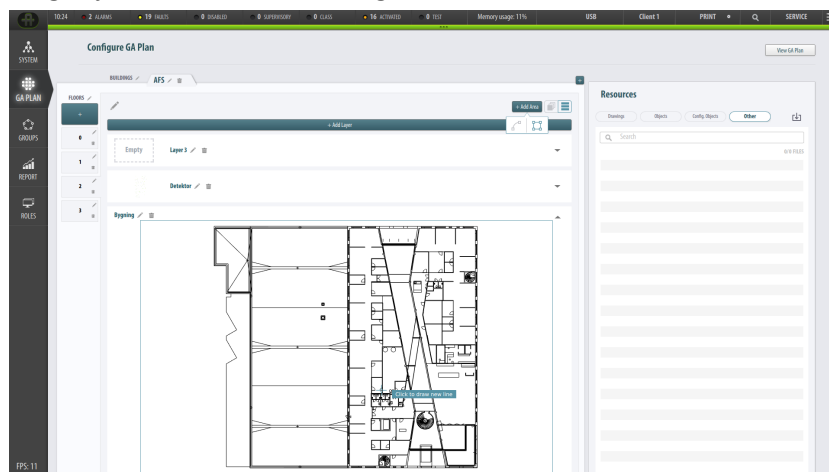 10:24 2 ALARMS 19 FAULTS 0 DISABLED 0 SUPERVISORY 0 CLASS 16 ACTIVATED 0 TEST Memory usage: 11% USB Client 1 PRINT SERVICE
Configure GA Plan
View GA Plan
SYSTEM
GA PLAN
GROUPS
REPORT
ROLES
BUILDINGS
AFS
+
FLOORS
+
0
1
2
3
+ Add Area
+ Add Layer
Empty Layer 3
Detektor
Bygning
Click to draw new line
Resources
Drawings Objects Config. Objects Other
Search
0/0 FILES
FPS: 11